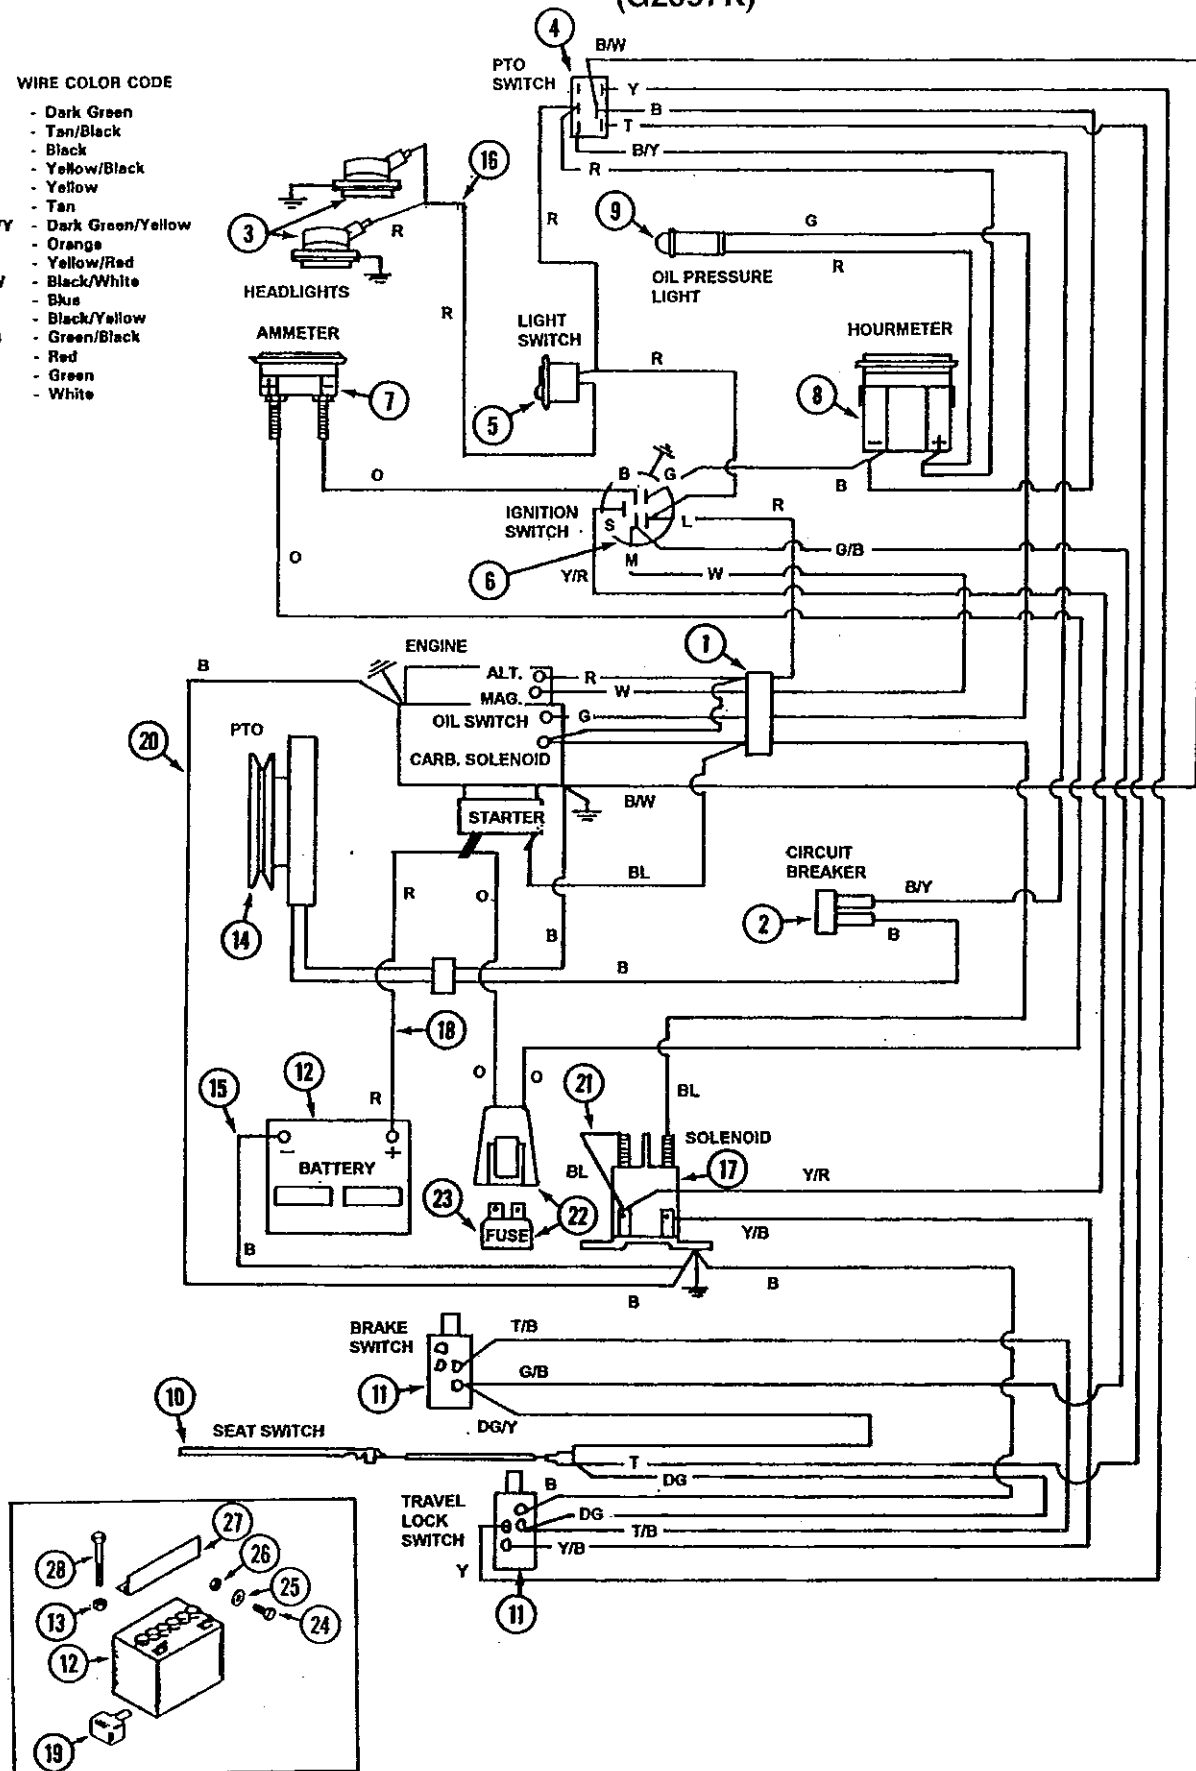 WIRE COLOR CODE
- Dark Green
- Tan/Black
- Black
- Yellow/Black
- Yellow
- Tan
/Y - Dark Green/Yellow
- Orange
- Yellow/Red
- Black/White
- Blue
- Black/Yellow
- Green/Black
- Red
- Green
- White
4
B/W
PTO
SWITCH
Y
B
T
B/Y
R
16
R
3
R
HEADLIGHTS
R
9
G
R
OIL PRESSURE
LIGHT
AMMETER
+ −
7
LIGHT
SWITCH
R
5
HOURMETER
8
− +
B
O
O
B G
S L
M
IGNITION
SWITCH
6
Y/R
R
G/B
W
1
ENGINE
ALT.
MAG.
OIL SWITCH
CARB. SOLENOID
STARTER
R
W
G
B
20
PTO
14
B/W
BL
R
O
B
B
CIRCUIT
BREAKER
2
B/Y
B
18
15
12
R
O
O
− +
BATTERY
B
21
BL
BL
SOLENOID
17
Y/R
Y/B
23
FUSE
22
B
B
BRAKE
SWITCH
11
T/B
G/B
DG/Y
10
SEAT SWITCH
T
DG
B
TRAVEL
LOCK
SWITCH
DG
T/B
Y/B
Y
11
28
27
26
25
24
13
12
19